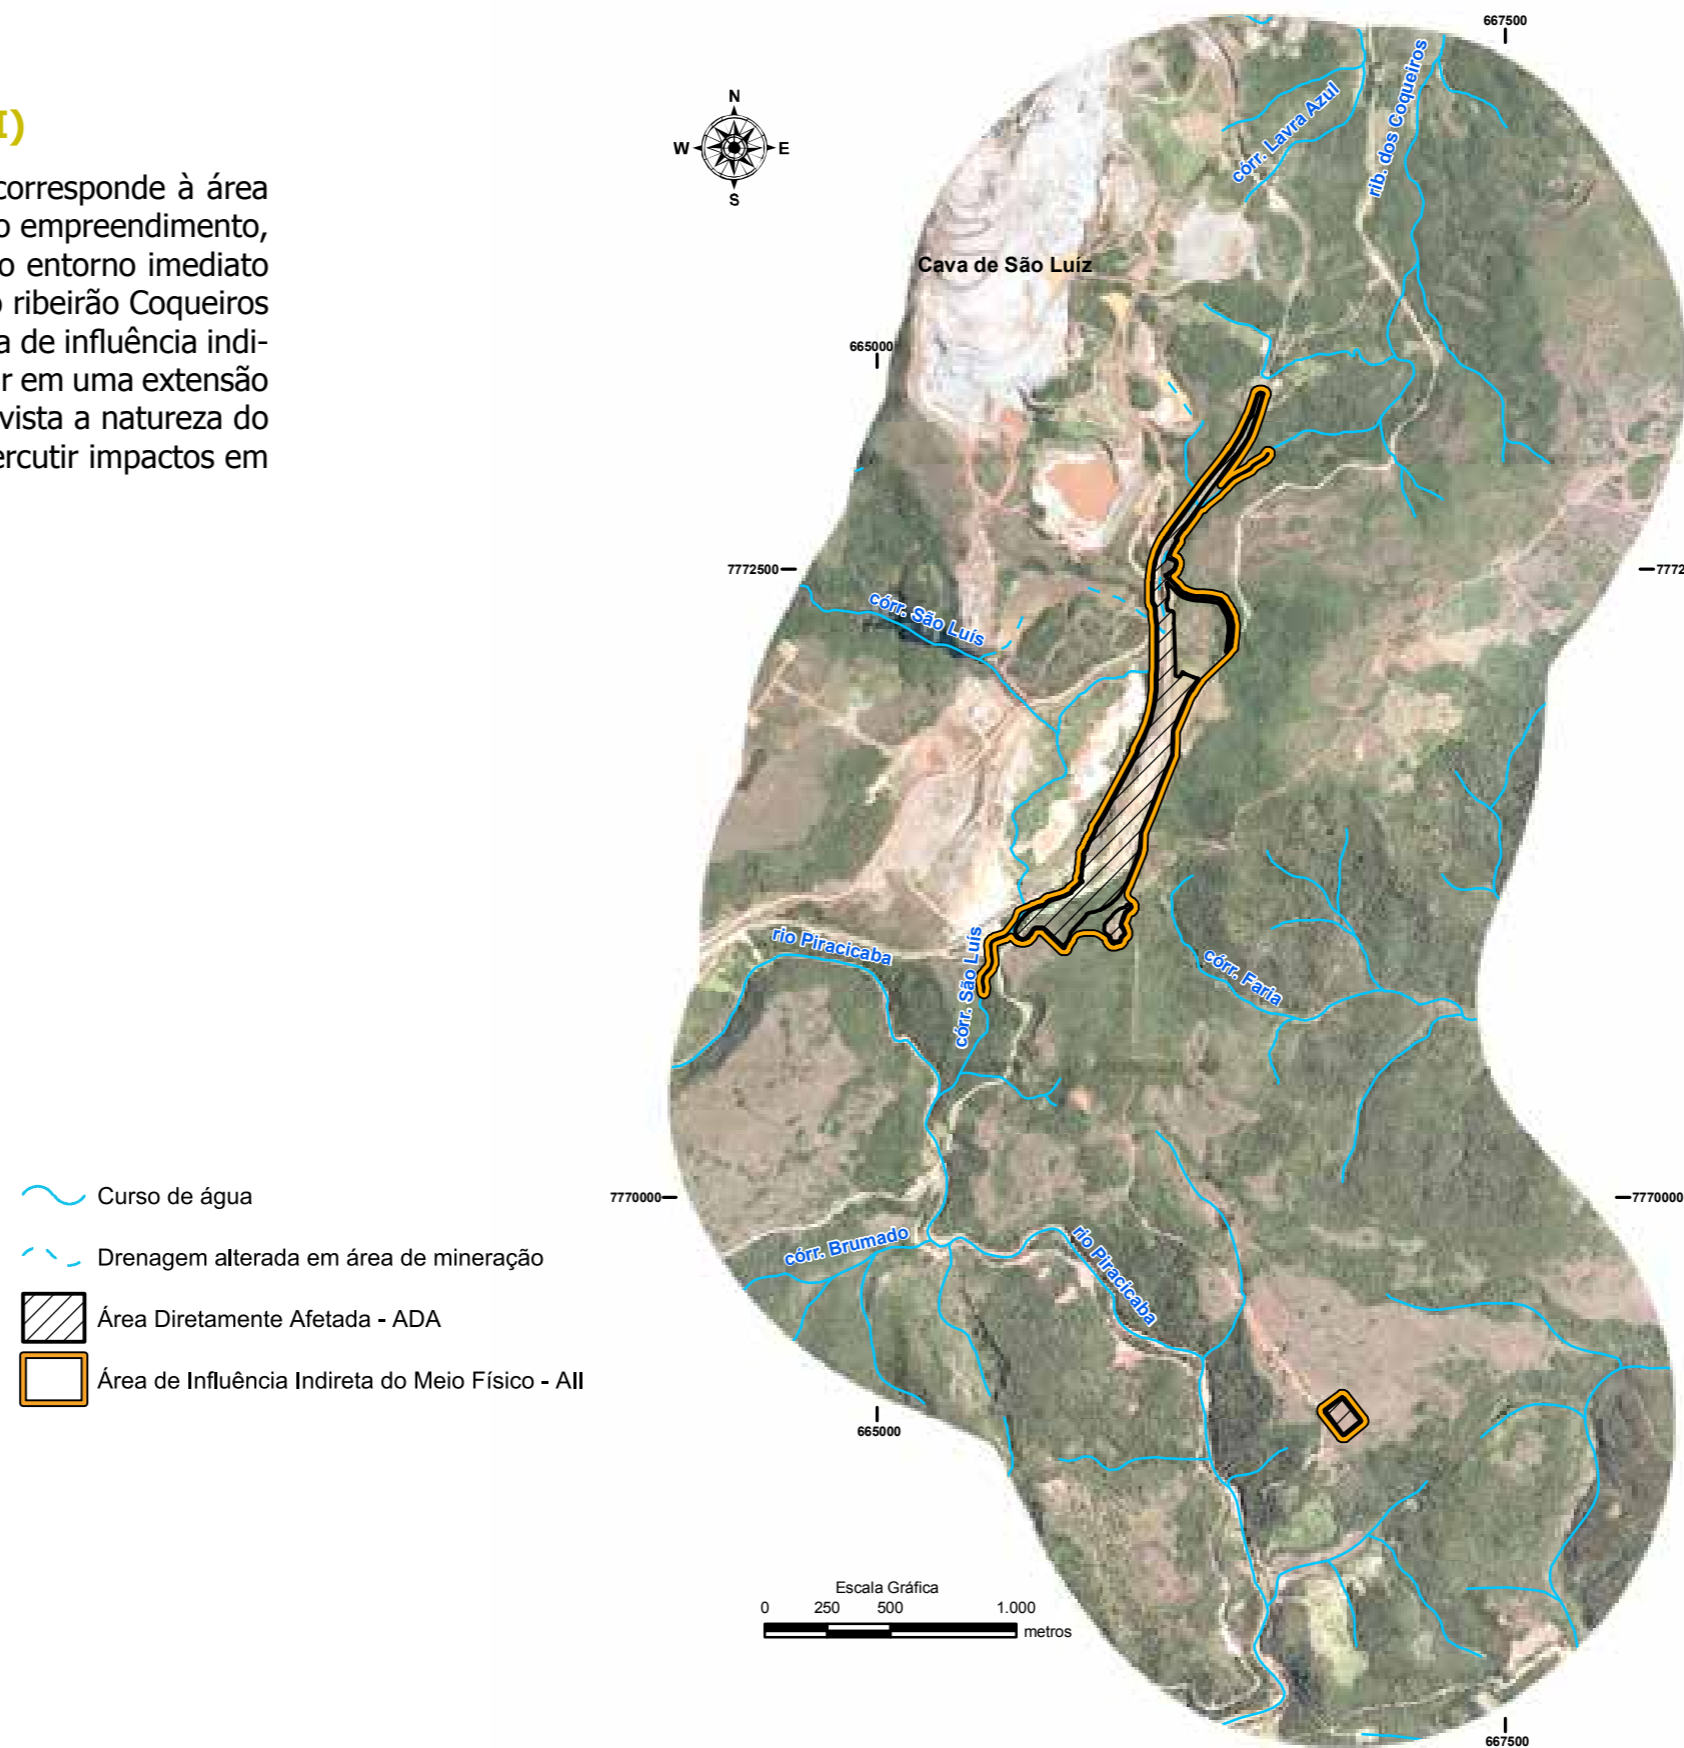 I)
corresponde à área
o empreendimento,
o entorno imediato
o ribeirão Coqueiros
a de influência indi-
r em uma extensão
vista a natureza do
ercutir impactos em
N
W
E
S
667500
córr. Lavra Azul
rib. dos Coqueiros
Cava de São Luíz
665000
7772500
7772
córr. São Luís
rio Piracicaba
córr. São Luís
córr. Faria
7770000
7770000
córr. Brumado
rio Piracicaba
665000
Curso de água
Drenagem alterada em área de mineração
Área Diretamente Afetada - ADA
Área de Influência Indireta do Meio Físico - AII
Escala Gráfica
0 250 500 1.000
metros
667500